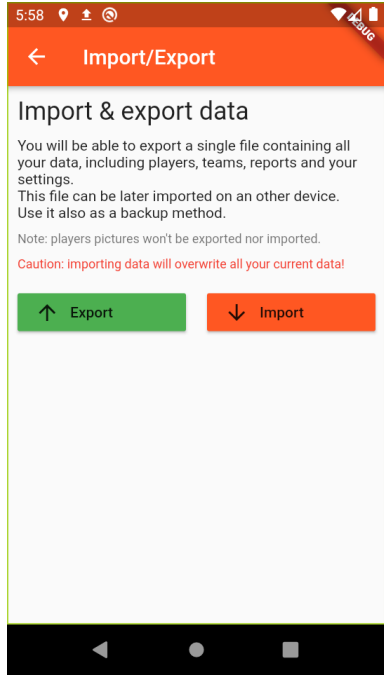 5:58
DEBUG
Import/Export
Import & export data
You will be able to export a single file containing all
your data, including players, teams, reports and your
settings.
This file can be later imported on an other device.
Use it also as a backup method.
Note: players pictures won't be exported nor imported.
Caution: importing data will overwrite all your current data!
Export
Import